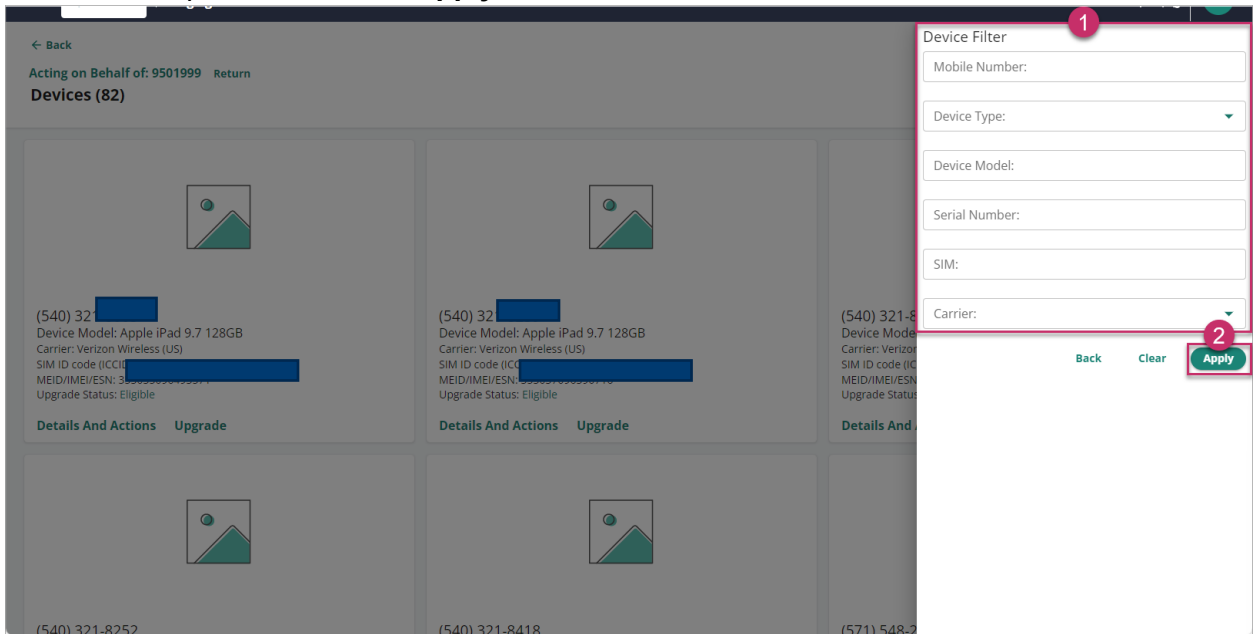 ← Back
Acting on Behalf of: 9501999 Return
Devices (82)
(540) 32
Device Model: Apple iPad 9.7 128GB
Carrier: Verizon Wireless (US)
SIM ID code (ICCID
MEID/IMEI/ESN:
Upgrade Status: Eligible
Details And Actions Upgrade
(540) 32
Device Model: Apple iPad 9.7 128GB
Carrier: Verizon Wireless (US)
SIM ID code (ICC
MEID/IMEI/ESN:
Upgrade Status: Eligible
Details And Actions Upgrade
(540) 321-8
Device Mode
Carrier: Verizon
SIM ID code (IC
MEID/IMEI/ESN
Upgrade Status
Details And
(540) 321-8252
(540) 321-8418
(571) 548-2
1
Device Filter
Mobile Number:
Device Type:
Device Model:
Serial Number:
SIM:
Carrier:
2
Back Clear Apply